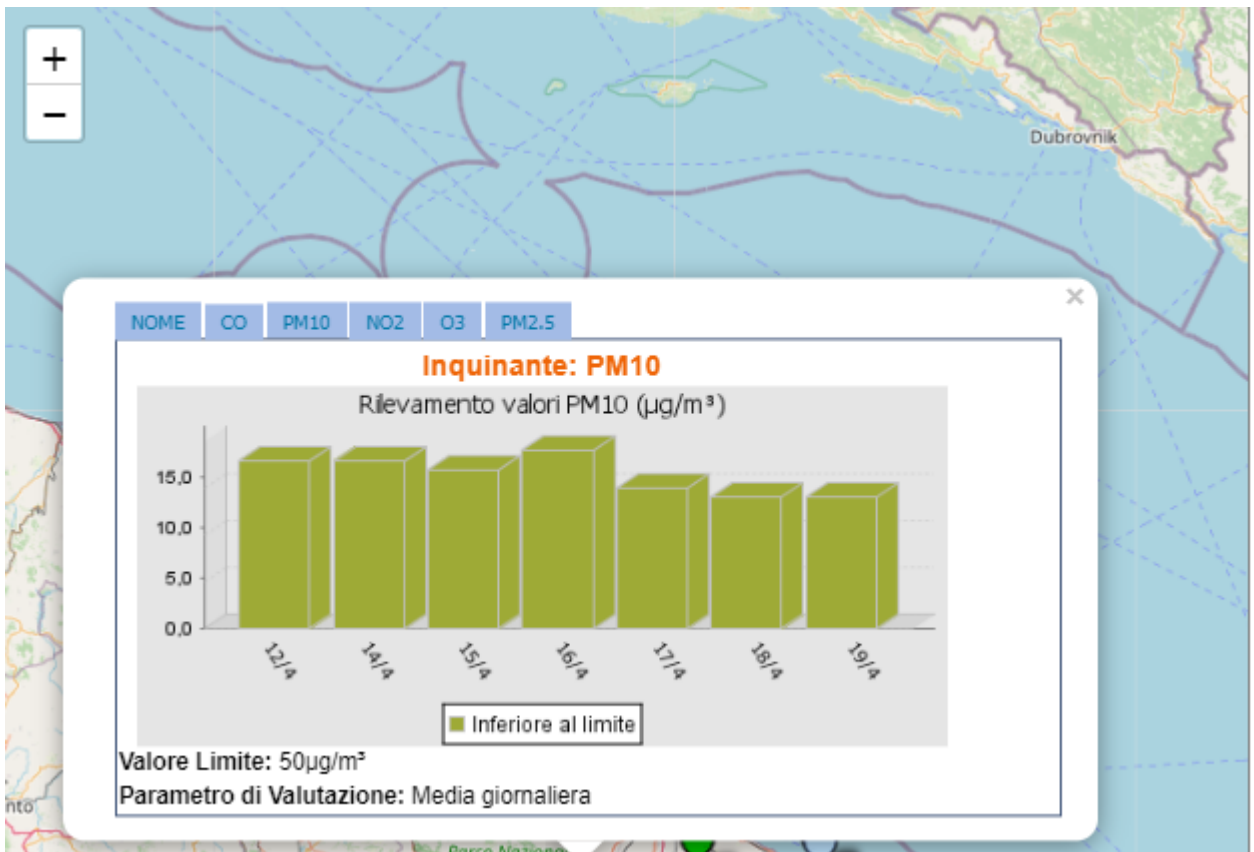 +
−
Dubrovnik
×
NOME CO PM10 NO2 O3 PM2.5
Inquinante: PM10
Rilevamento valori PM10 (µg/m³)
15,0
10,0
5,0
0,0
12/4 14/4 15/4 16/4 17/4 18/4 19/4
Inferiore al limite
Valore Limite: 50µg/m³
Parametro di Valutazione: Media giornaliera
nto
Parco Naziona